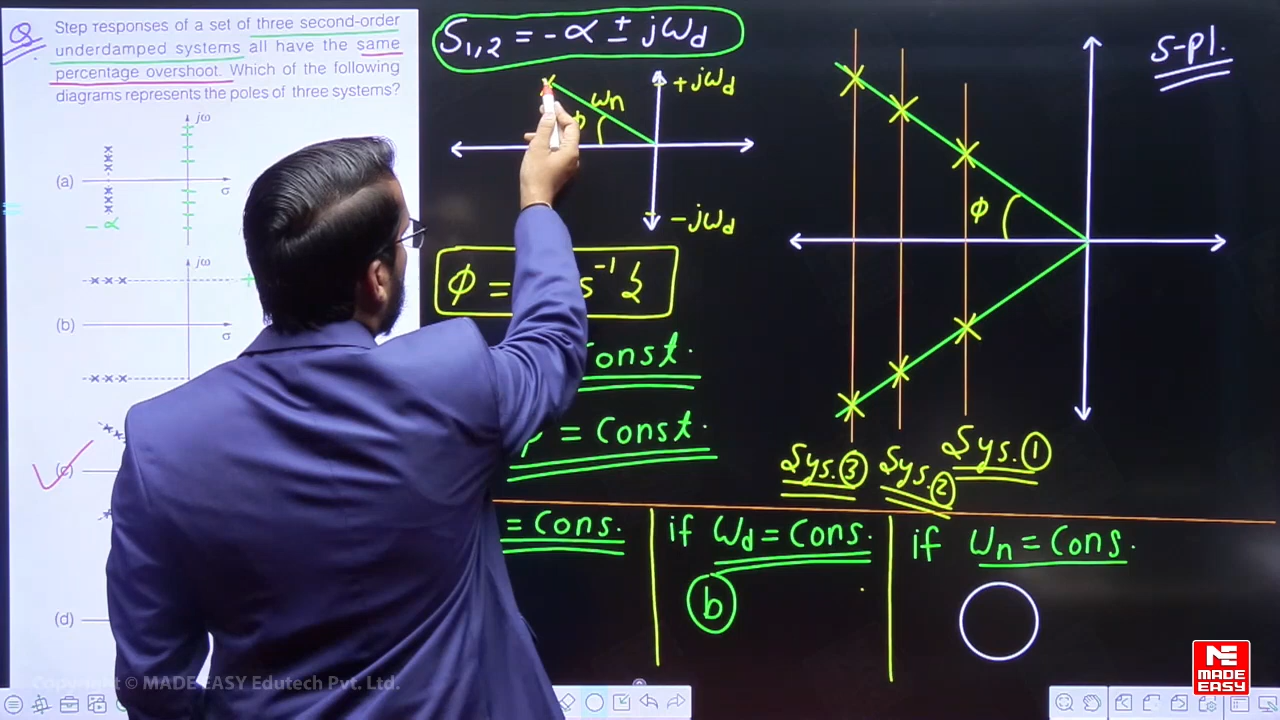 Q
Step responses of a set of three second-order
underdamped systems all have the same
percentage overshoot. Which of the following
diagrams represents the poles of three systems?
jω
(a)
σ
-α
jω
(b)
σ
(c)
(d)
S1,2 = -α ± jωd
+jωd
ωn
-jωd
ϕ =
s⁻¹ ξ
Const.
= Const.
s-pl.
ϕ
Sys. ③
Sys. ②
Sys. ①
= Cons.
if ωd = Cons.
b
if ωn = Cons.
Copyright © MADE EASY Edutech Pvt. Ltd.
ME
MADE
EASY